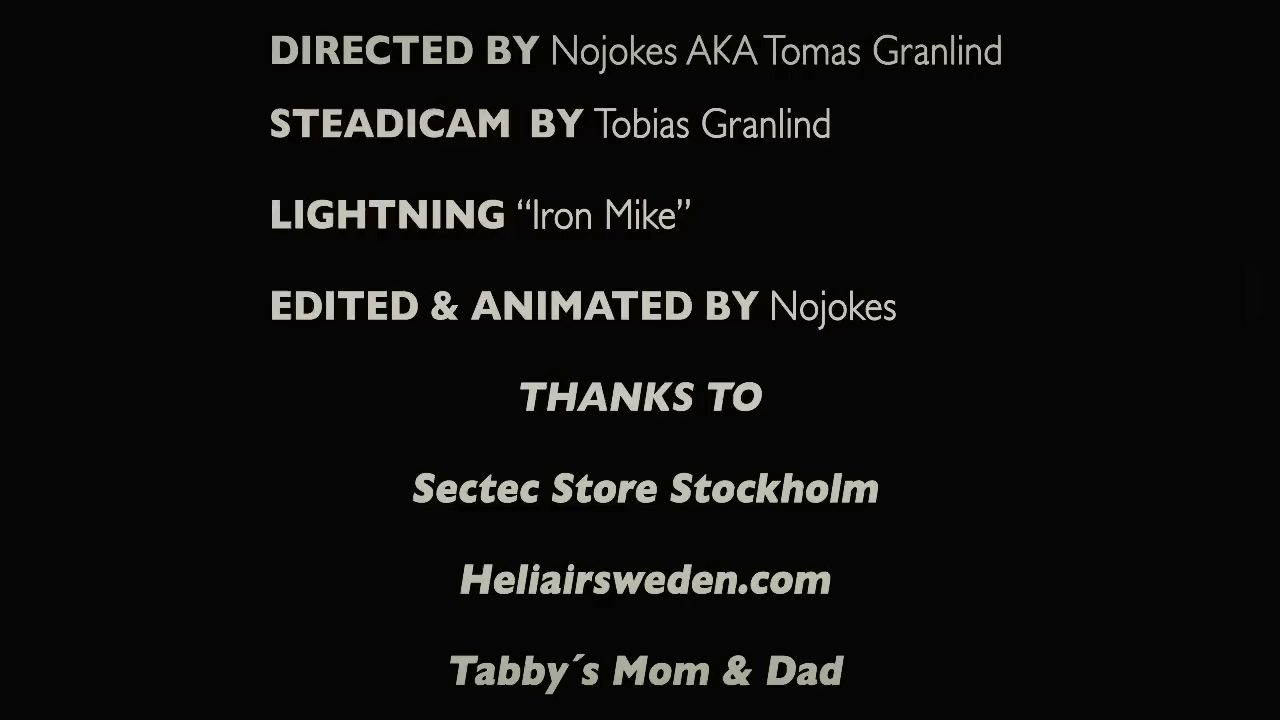 DIRECTED BY Nojokes AKA Tomas Granlind
STEADICAM BY Tobias Granlind
LIGHTNING “Iron Mike”
EDITED & ANIMATED BY Nojokes
THANKS TO
Sectec Store Stockholm
Heliairsweden.com
Tabby´s Mom & Dad